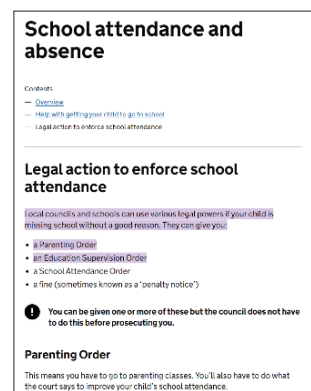 School attendance and
absence
Contents
— Overview
— Help with getting your child to go to school
— Legal action to enforce school attendance
Legal action to enforce school
attendance
Local councils and schools can use various legal powers if your child is
missing school without a good reason. They can give you:
• a Parenting Order
• an Education Supervision Order
• a School Attendance Order
• a fine (sometimes known as a ‘penalty notice’)
! You can be given one or more of these but the council does not have
to do this before prosecuting you.
Parenting Order
This means you have to go to parenting classes. You’ll also have to do what
the court says to improve your child’s school attendance.